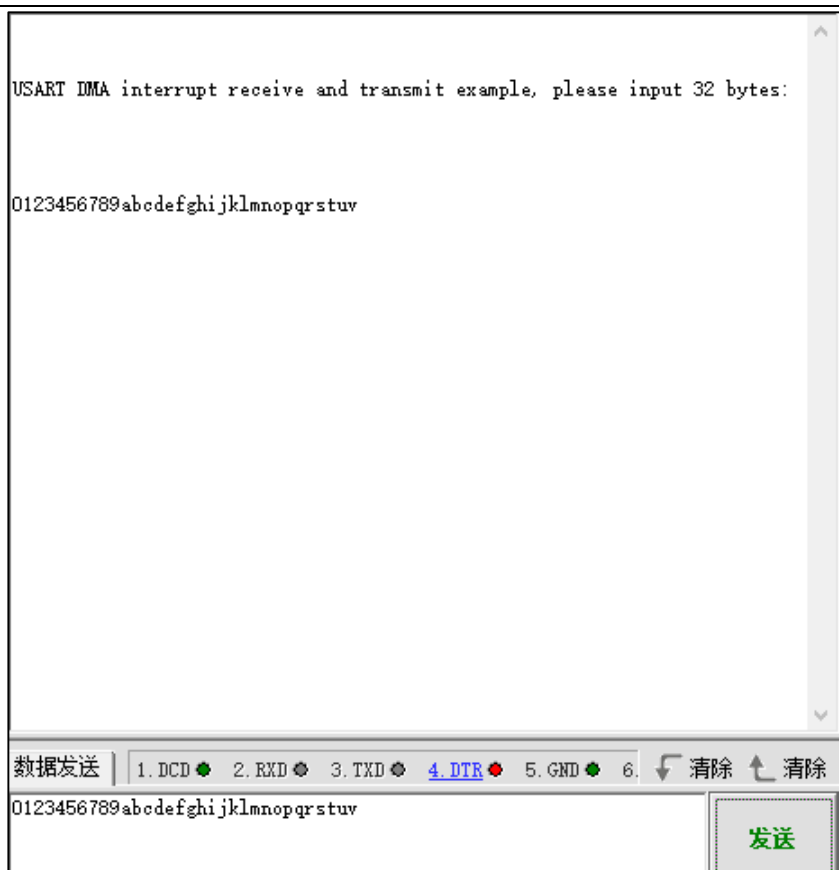 USART DMA interrupt receive and transmit example, please input 32 bytes:
0123456789abcdefghijklmnopqrstuv
数据发送 1.DCD 2.RXD 3.TXD 4.DTR 5.GND 6. 清除 清除
0123456789abcdefghijklmnopqrstuv
发送